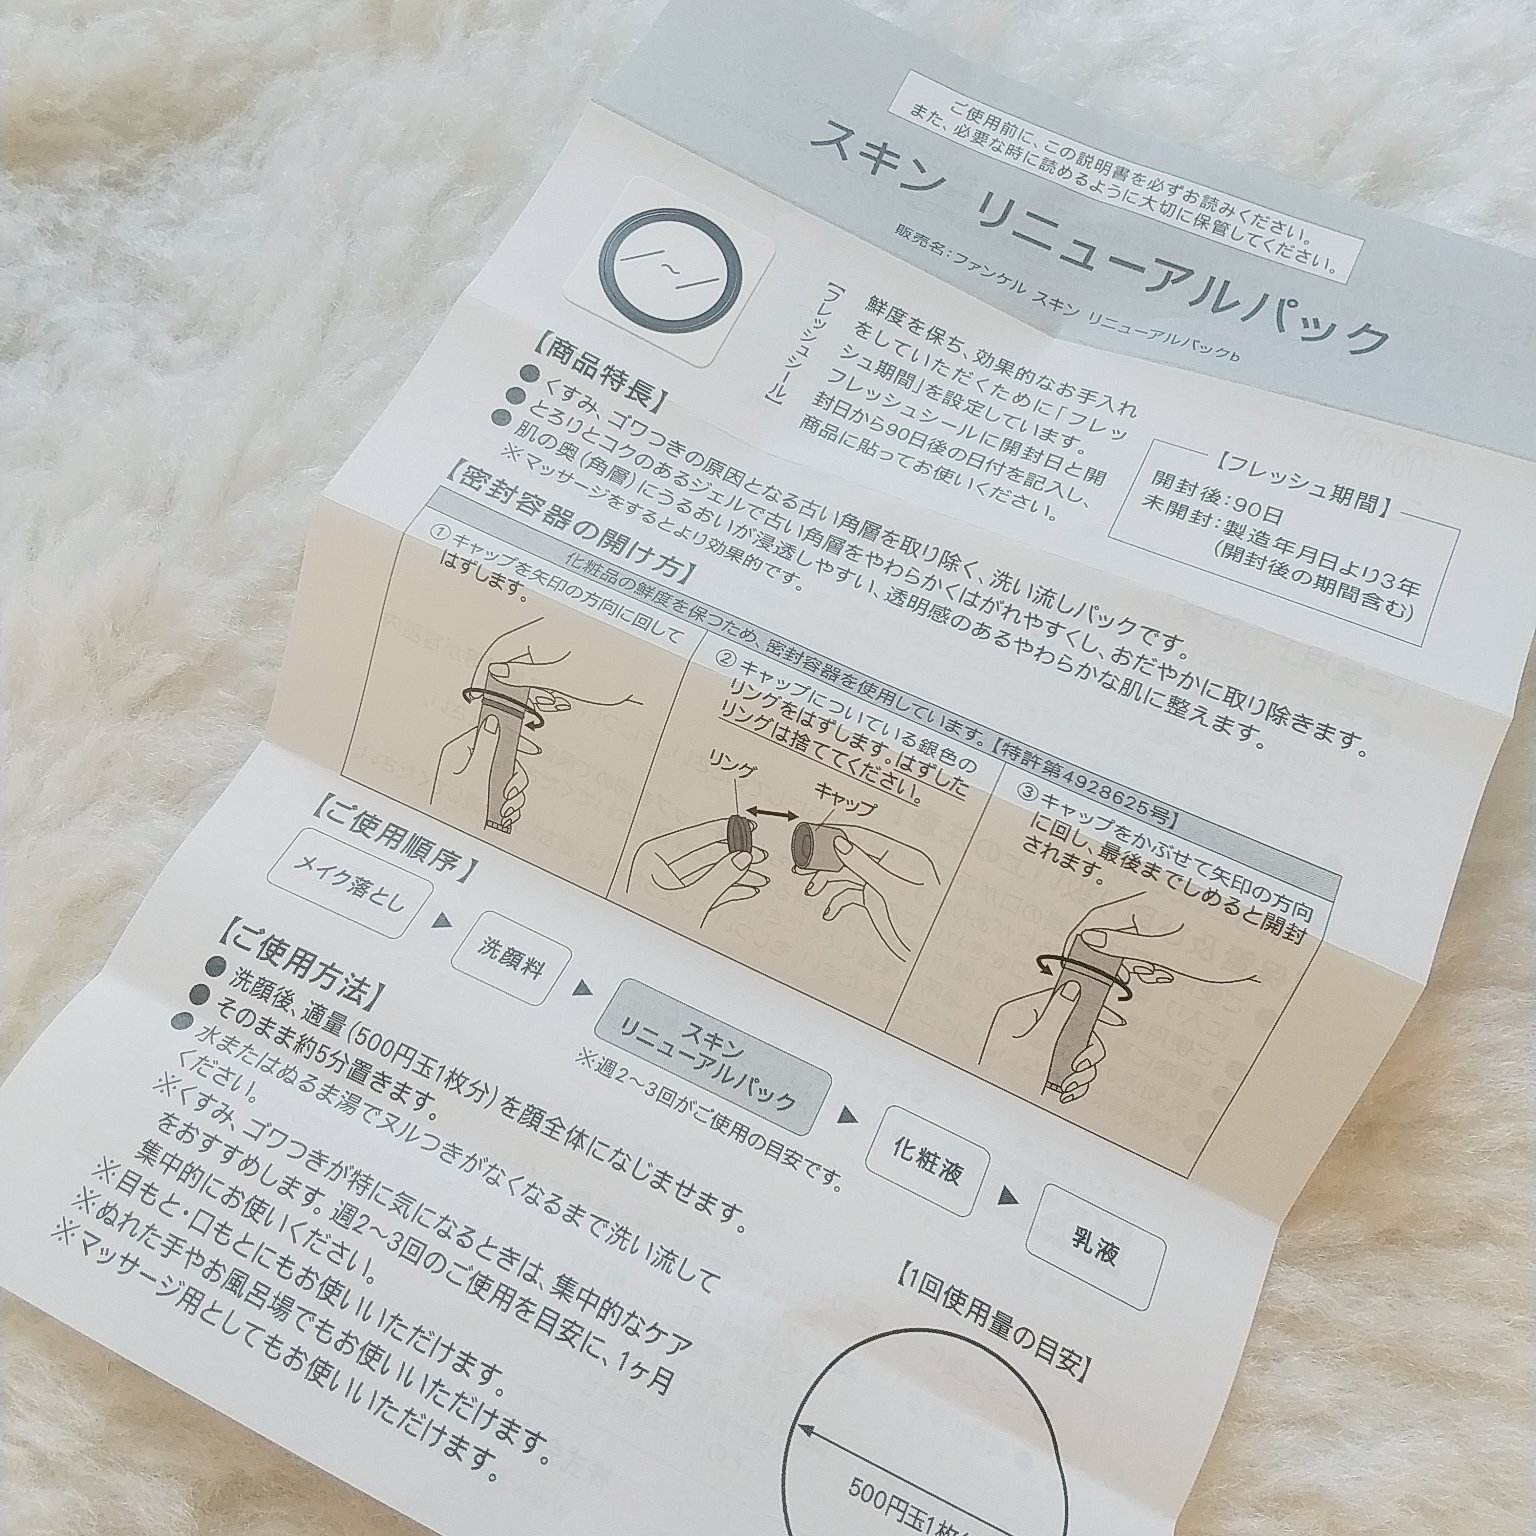 ご使用前に、この説明書を必ずお読みください。
また、必要な時に読めるように大切に保管してください。
スキン リニューアルパック
販売名：ファンケル スキン リニューアルパックb
／～／
【フレッシュシール】
鮮度を保ち、効果的なお手入れ
をしていただくために「フレッ
シュ期間」を設定しています。
フレッシュシールに開封日と開
封日から90日後の日付を記入し、
商品に貼ってお使いください。
【フレッシュ期間】
開封後：90日
未開封：製造年月日より3年
（開封後の期間含む）
【商品特長】
●くすみ、ゴワつきの原因となる古い角層を取り除く、洗い流しパックです。
●とろりとコクのあるジェルで古い角層をやわらかくはがれやすくし、おだやかに取り除きます。
●肌の奥（角層）にうるおいが浸透しやすい、透明感のあるやわらかな肌に整えます。
※マッサージをするとより効果的です。
【密封容器の開け方】
化粧品の鮮度を保つため、密封容器を使用しています。【特許第4928625号】
①キャップを矢印の方向に回して
はずします。
②キャップについている銀色の
リングをはずします。はずした
リングは捨ててください。
リング
キャップ
③キャップをかぶせて矢印の方向
に回し、最後までしめると開封
されます。
【ご使用順序】
メイク落とし
▶
洗顔料
▶
スキン
リニューアルパック
▶
化粧液
▶
乳液
※週2～3回がご使用の目安です。
【ご使用方法】
●洗顔後、適量（500円玉1枚分）を顔全体になじませます。
●そのまま約5分置きます。
●水またはぬるま湯でヌルつきがなくなるまで洗い流して
ください。
※くすみ、ゴワつきが特に気になるときは、集中的なケア
をおすすめします。週2～3回のご使用を目安に、1ヶ月
集中的にお使いください。
※目もと・口もとにもお使いいただけます。
※ぬれた手やお風呂場でもお使いいただけます。
※マッサージ用としてもお使いいただけます。
【1回使用量の目安】
500円玉1枚